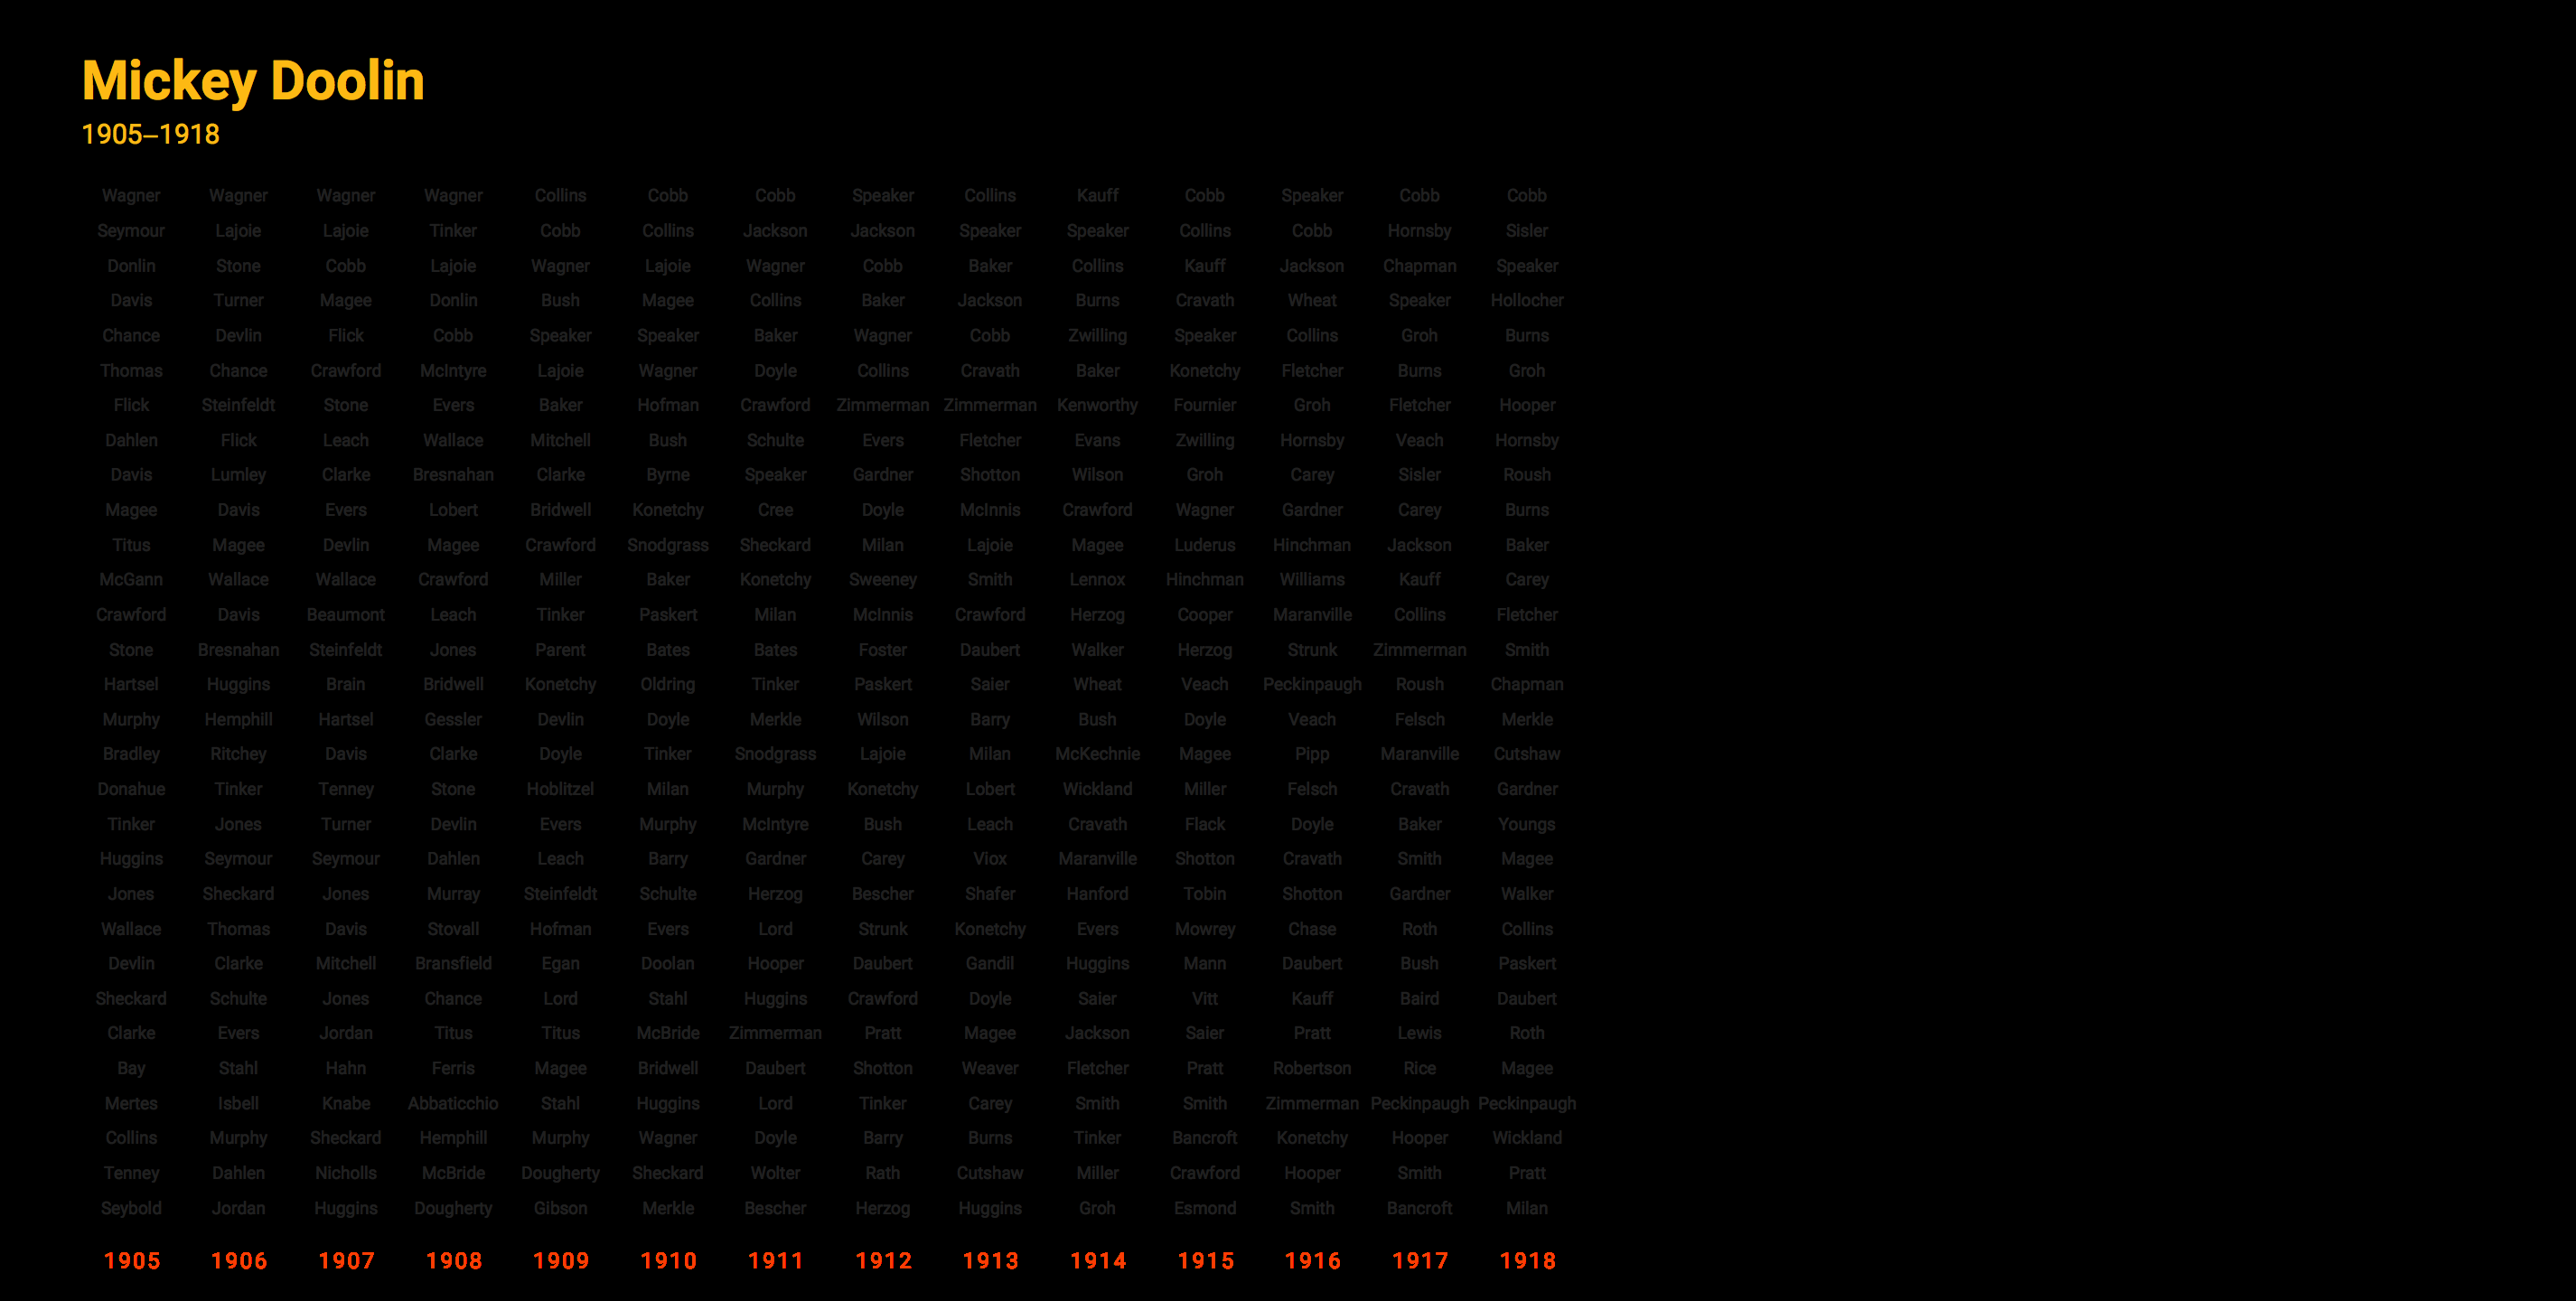 Mickey Doolin
1905–1918
Wagner Wagner Wagner Wagner Collins Cobb Cobb Speaker Collins Kauff Cobb Speaker Cobb Cobb
Seymour Lajoie Lajoie Tinker Cobb Collins Jackson Jackson Speaker Speaker Collins Cobb Hornsby Sisler
Donlin Stone Cobb Lajoie Wagner Lajoie Wagner Cobb Baker Collins Kauff Jackson Chapman Speaker
Davis Turner Magee Donlin Bush Magee Collins Baker Jackson Burns Cravath Wheat Speaker Hollocher
Chance Devlin Flick Cobb Speaker Speaker Baker Wagner Cobb Zwilling Speaker Collins Groh Burns
Thomas Chance Crawford McIntyre Lajoie Wagner Doyle Collins Cravath Baker Konetchy Fletcher Burns Groh
Flick Steinfeldt Stone Evers Baker Hofman Crawford Zimmerman Zimmerman Kenworthy Fournier Groh Fletcher Hooper
Dahlen Flick Leach Wallace Mitchell Bush Schulte Evers Fletcher Evans Zwilling Hornsby Veach Hornsby
Davis Lumley Clarke Bresnahan Clarke Byrne Speaker Gardner Shotton Wilson Groh Carey Sisler Roush
Magee Davis Evers Lobert Bridwell Konetchy Cree Doyle McInnis Crawford Wagner Gardner Carey Burns
Titus Magee Devlin Magee Crawford Snodgrass Sheckard Milan Lajoie Magee Luderus Hinchman Jackson Baker
McGann Wallace Wallace Crawford Miller Baker Konetchy Sweeney Smith Lennox Hinchman Williams Kauff Carey
Crawford Davis Beaumont Leach Tinker Paskert Milan McInnis Crawford Herzog Cooper Maranville Collins Fletcher
Stone Bresnahan Steinfeldt Jones Parent Bates Bates Foster Daubert Walker Herzog Strunk Zimmerman Smith
Hartsel Huggins Brain Bridwell Konetchy Oldring Tinker Paskert Saier Wheat Veach Peckinpaugh Roush Chapman
Murphy Hemphill Hartsel Gessler Devlin Doyle Merkle Wilson Barry Bush Doyle Veach Felsch Merkle
Bradley Ritchey Davis Clarke Doyle Tinker Snodgrass Lajoie Milan McKechnie Magee Pipp Maranville Cutshaw
Donahue Tinker Tenney Stone Hoblitzel Milan Murphy Konetchy Lobert Wickland Miller Felsch Cravath Gardner
Tinker Jones Turner Devlin Evers Murphy McIntyre Bush Leach Cravath Flack Doyle Baker Youngs
Huggins Seymour Seymour Dahlen Leach Barry Gardner Carey Viox Maranville Shotton Cravath Smith Magee
Jones Sheckard Jones Murray Steinfeldt Schulte Herzog Bescher Shafer Hanford Tobin Shotton Gardner Walker
Wallace Thomas Davis Stovall Hofman Evers Lord Strunk Konetchy Evers Mowrey Chase Roth Collins
Devlin Clarke Mitchell Bransfield Egan Doolan Hooper Daubert Gandil Huggins Mann Daubert Bush Paskert
Sheckard Schulte Jones Chance Lord Stahl Huggins Crawford Doyle Saier Vitt Kauff Baird Daubert
Clarke Evers Jordan Titus Titus McBride Zimmerman Pratt Magee Jackson Saier Pratt Lewis Roth
Bay Stahl Hahn Ferris Magee Bridwell Daubert Shotton Weaver Fletcher Pratt Robertson Rice Magee
Mertes Isbell Knabe Abbaticchio Stahl Huggins Lord Tinker Carey Smith Smith Zimmerman Peckinpaugh Peckinpaugh
Collins Murphy Sheckard Hemphill Murphy Wagner Doyle Barry Burns Tinker Bancroft Konetchy Hooper Wickland
Tenney Dahlen Nicholls McBride Dougherty Sheckard Wolter Rath Cutshaw Miller Crawford Hooper Smith Pratt
Seybold Jordan Huggins Dougherty Gibson Merkle Bescher Herzog Huggins Groh Esmond Smith Bancroft Milan
1905 1906 1907 1908 1909 1910 1911 1912 1913 1914 1915 1916 1917 1918